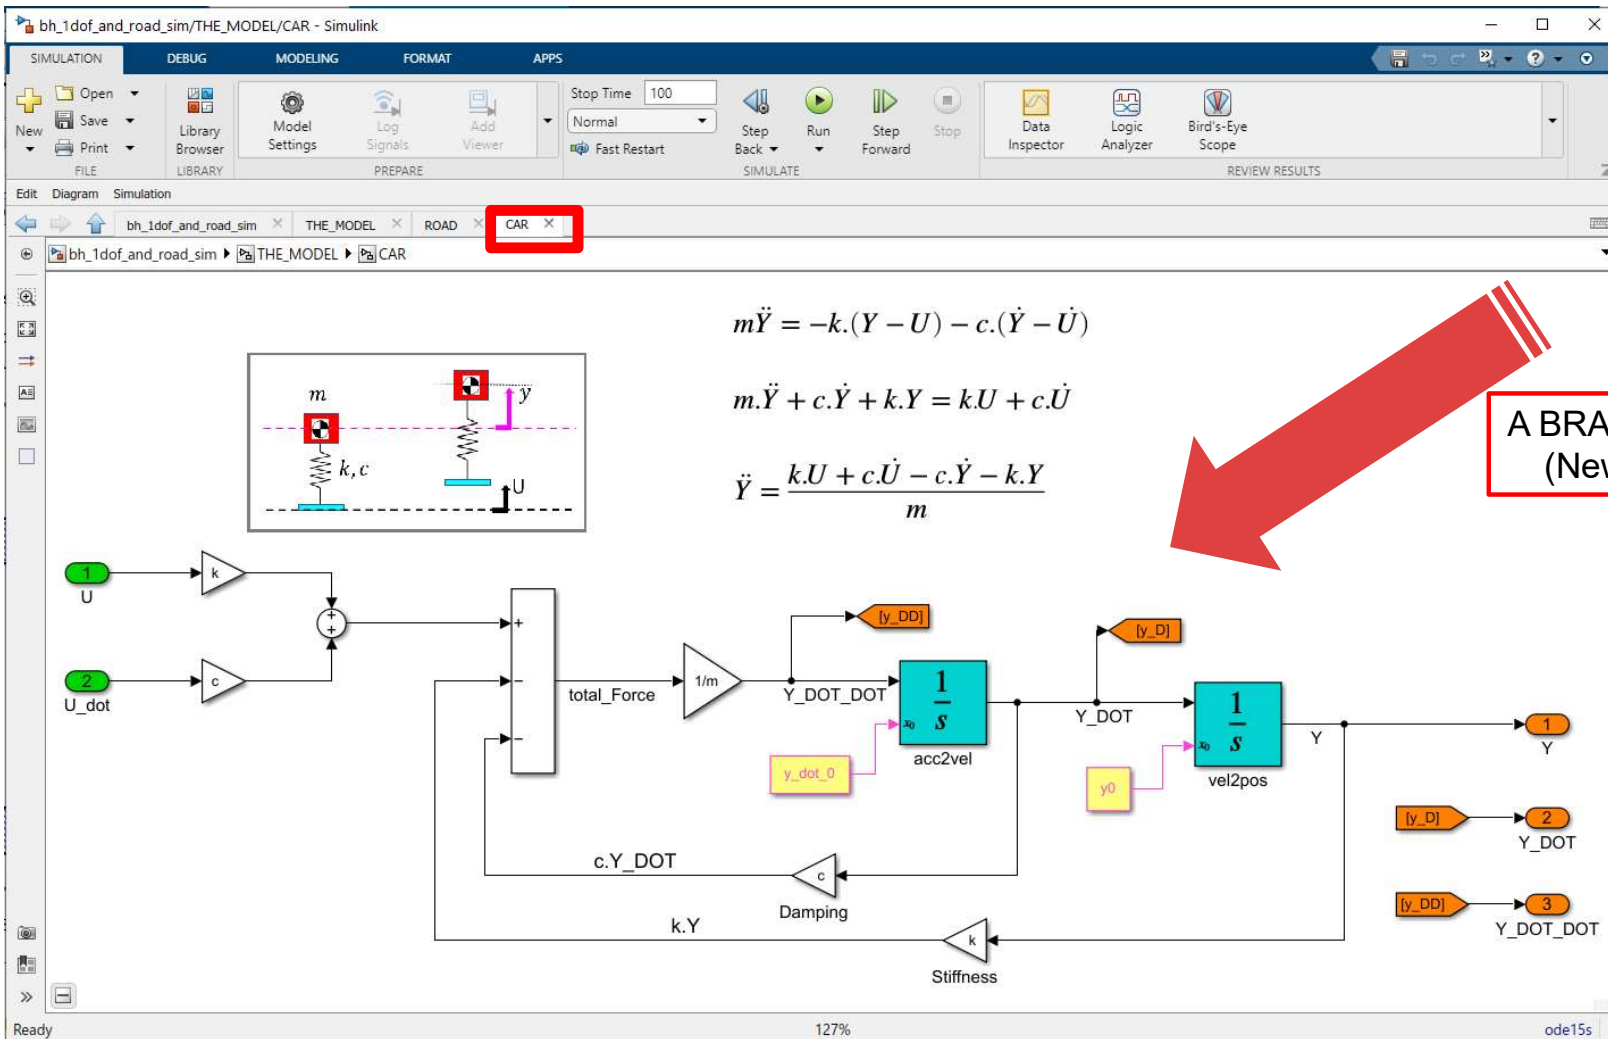 bh_1dof_and_road_sim/THE_MODEL/CAR - Simulink
SIMULATION DEBUG MODELING FORMAT APPS
New
Open
Save
Print
FILE
Library Browser
LIBRARY
Model Settings
Log Signals
Add Viewer
PREPARE
Stop Time 100
Normal
Fast Restart
Step Back
Run
Step Forward
Stop
SIMULATE
Data Inspector
Logic Analyzer
Bird's-Eye Scope
REVIEW RESULTS
Edit Diagram Simulation
bh_1dof_and_road_sim THE_MODEL ROAD CAR
bh_1dof_and_road_sim THE_MODEL CAR
mŸ = −k.(Y − U) − c.(Ẏ − U̇)
m.Ÿ + c.Ẏ + k.Y = k.U + c.U̇
Ÿ = \frac{k.U + c.U̇ − c.Ẏ − k.Y}{m}
m
y
k, c
U
A BRA
(New
1
U
k
+
+
2
U_dot
c
+
−
−
total_Force
1/m
Y_DOT_DOT
[y_DD]
y_dot_0
1
x0 s
acc2vel
Y_DOT
[y_D]
y0
1
x0 s
vel2pos
Y
1
Y
[y_D]
2
Y_DOT
[y_DD]
3
Y_DOT_DOT
c.Y_DOT
c
Damping
k.Y
k
Stiffness
Ready 127% ode15s